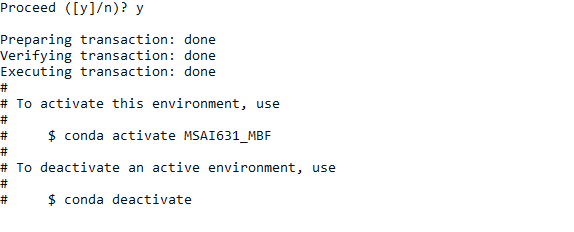 Proceed ([y]/n)? y
Preparing transaction: done
Verifying transaction: done
Executing transaction: done
#
# To activate this environment, use
#
#     $ conda activate MSAI631_MBF
#
# To deactivate an active environment, use
#
#     $ conda deactivate